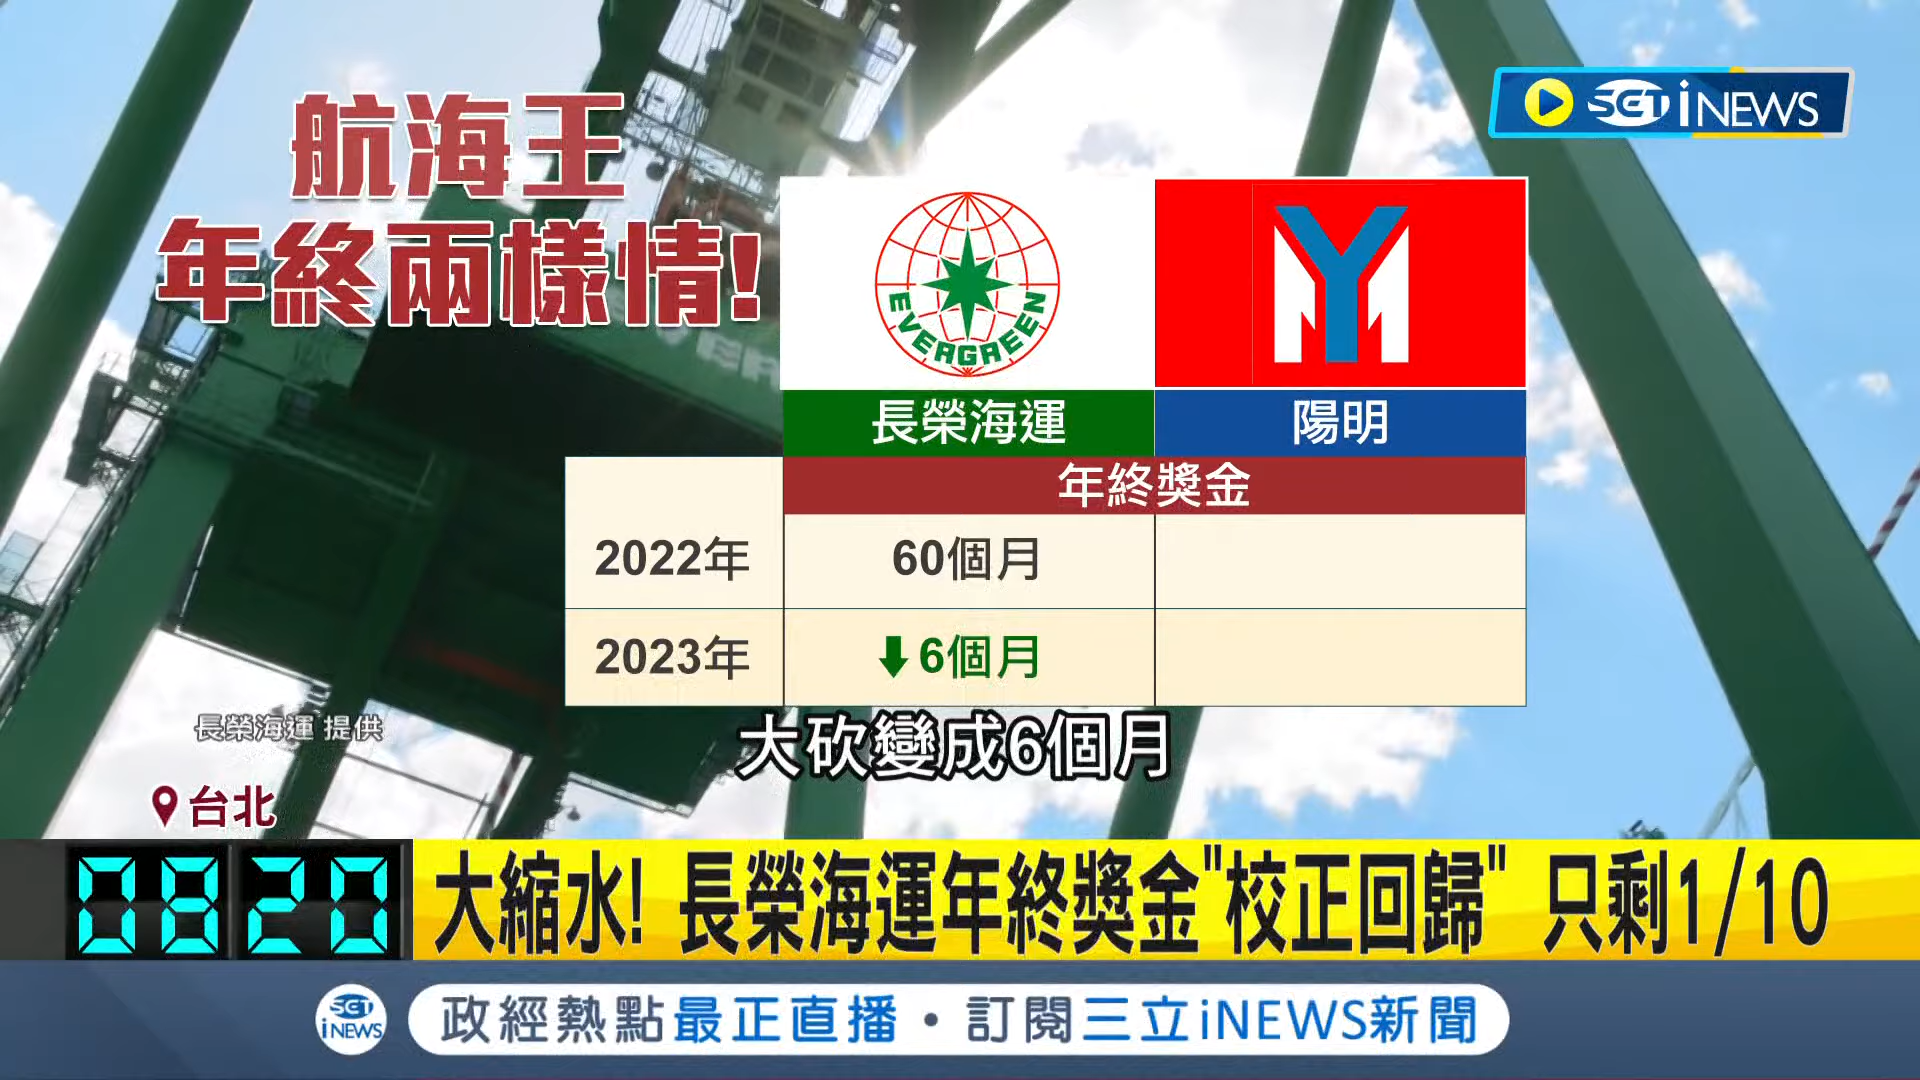 航海王
年終兩樣情!
SET iNEWS
EVERGREEN
YM
長榮海運
陽明
年終獎金
2022年
60個月
2023年
6個月
長榮海運 提供
大砍變成6個月
台北
0820
大縮水! 長榮海運年終獎金"校正回歸" 只剩1/10
SET iNEWS
政經熱點最正直播・訂閱三立iNEWS新聞